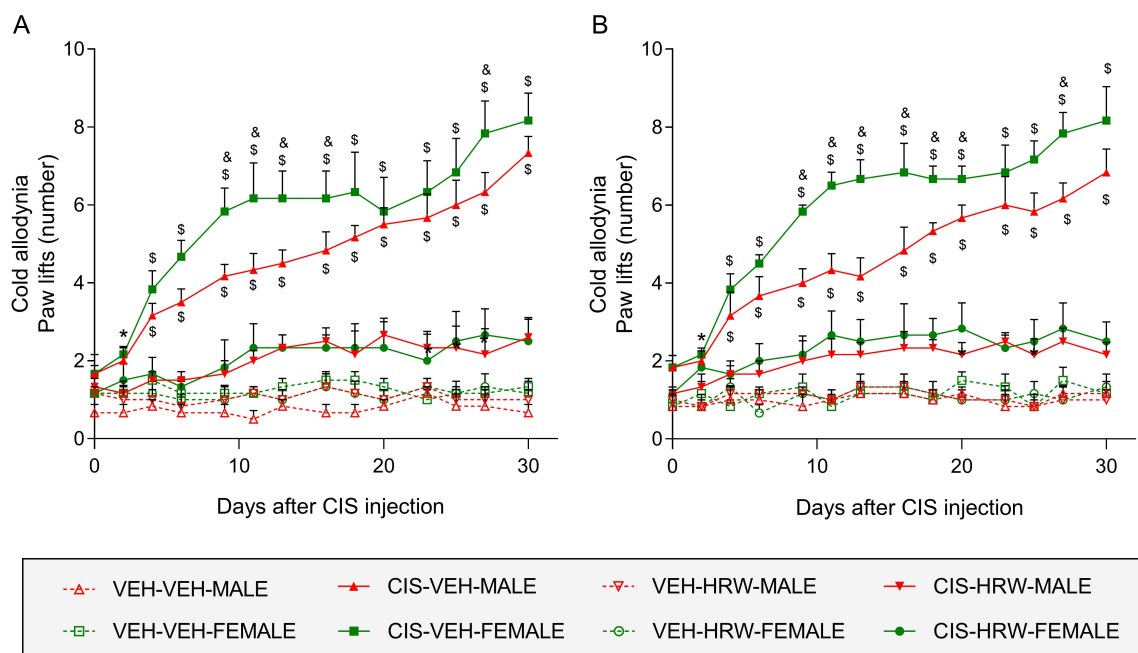 A
B
Cold allodynia
Paw lifts (number)
10
8
6
4
2
0
& & & & &
$ $ $ $ $ $ $ $ $ $ $ $
$ $ $ $ $ $ $ $ $ $ $ $
* * * *
0 10 20 30
Days after CIS injection
Cold allodynia
Paw lifts (number)
10
8
6
4
2
0
& & & & & & &
$ $ $ $ $ $ $ $ $ $ $ $
$ $ $ $ $ $ $ $ $ $ $
*
0 10 20 30
Days after CIS injection
VEH-VEH-MALE CIS-VEH-MALE VEH-HRW-MALE CIS-HRW-MALE
VEH-VEH-FEMALE CIS-VEH-FEMALE VEH-HRW-FEMALE CIS-HRW-FEMALE